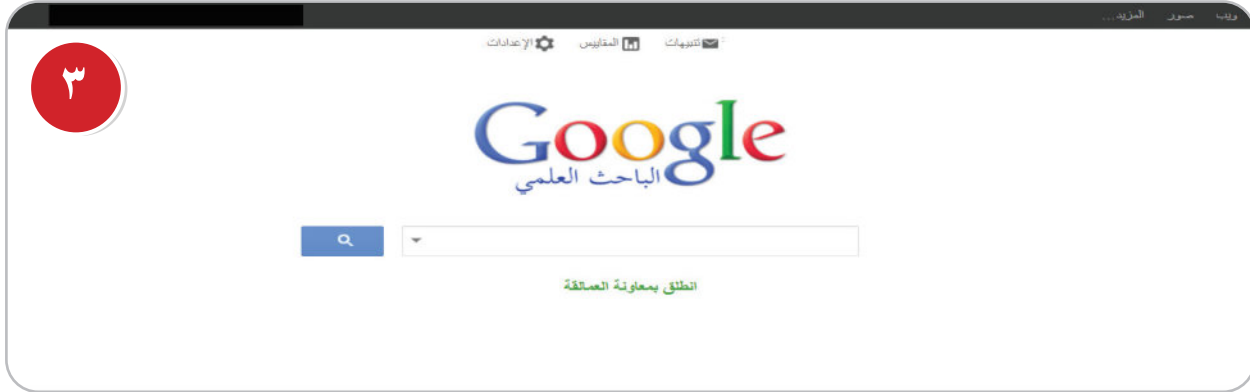 ويب صور المزيد...
تنبيهات المقاييس الإعدادات
٣
Google
الباحث العلمي
انطلق بمعاونة العمالقة